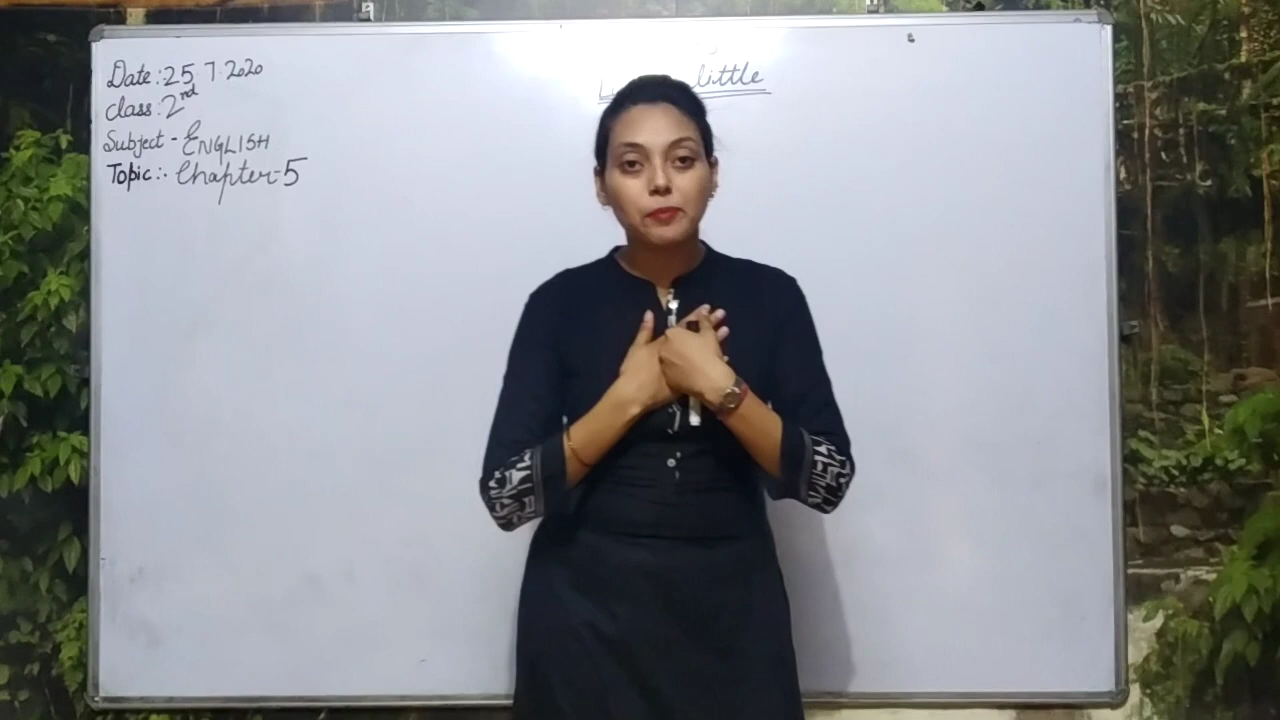 Date :- 25 7 2020
class : 2nd
Subject - ENGLISH
Topic :- Chapter-5
little